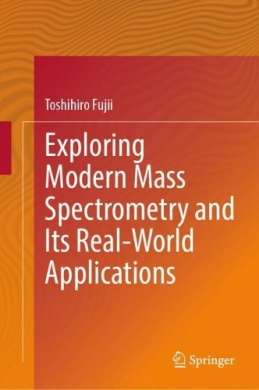 Toshihiro Fujii
Exploring
Modern Mass
Spectrometry and
Its Real-World
Applications
Springer